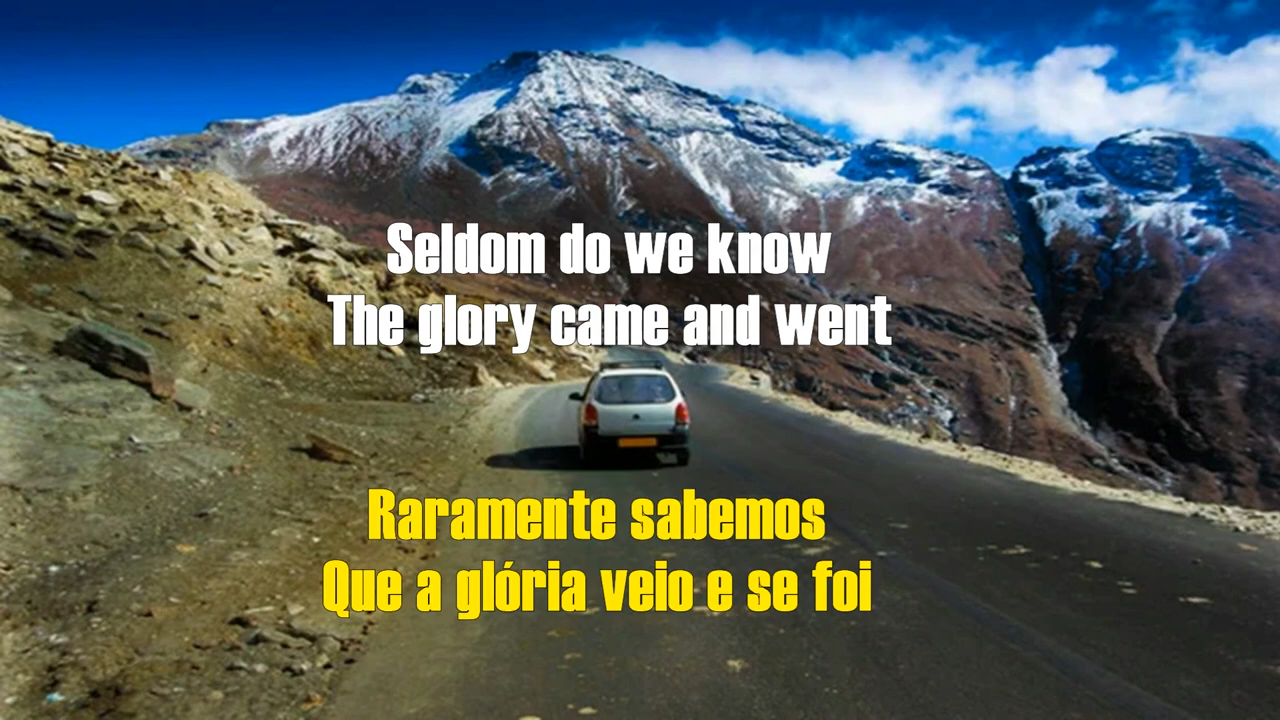 Seldom do we know
The glory came and went
Raramente sabemos
Que a glória veio e se foi